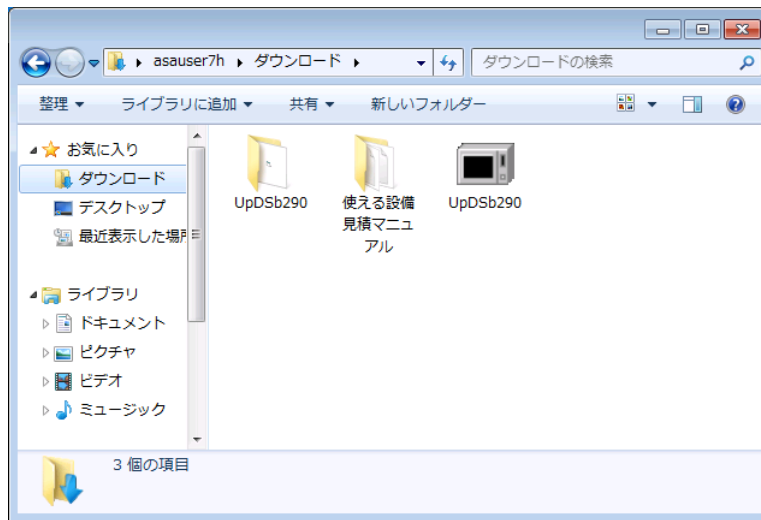 asauser7h ダウンロード
ダウンロードの検索
整理 ライブラリに追加 共有 新しいフォルダー
お気に入り
ダウンロード
デスクトップ
最近表示した場所
ライブラリ
ドキュメント
ピクチャ
ビデオ
ミュージック
UpDSb290
使える設備
見積マニュ
アル
UpDSb290
3 個の項目